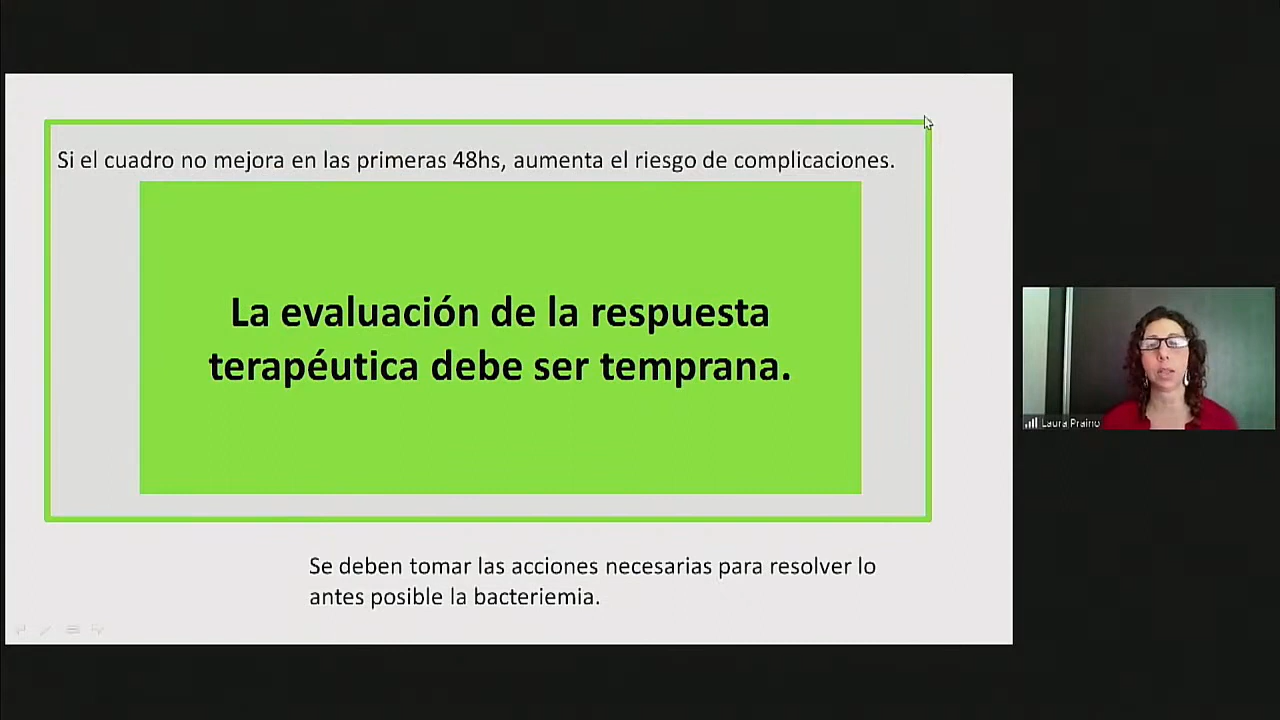 Si el cuadro no mejora en las primeras 48hs, aumenta el riesgo de complicaciones.
La evaluación de la respuesta
terapéutica debe ser temprana.
Se deben tomar las acciones necesarias para resolver lo
antes posible la bacteriemia.
Laura Praino